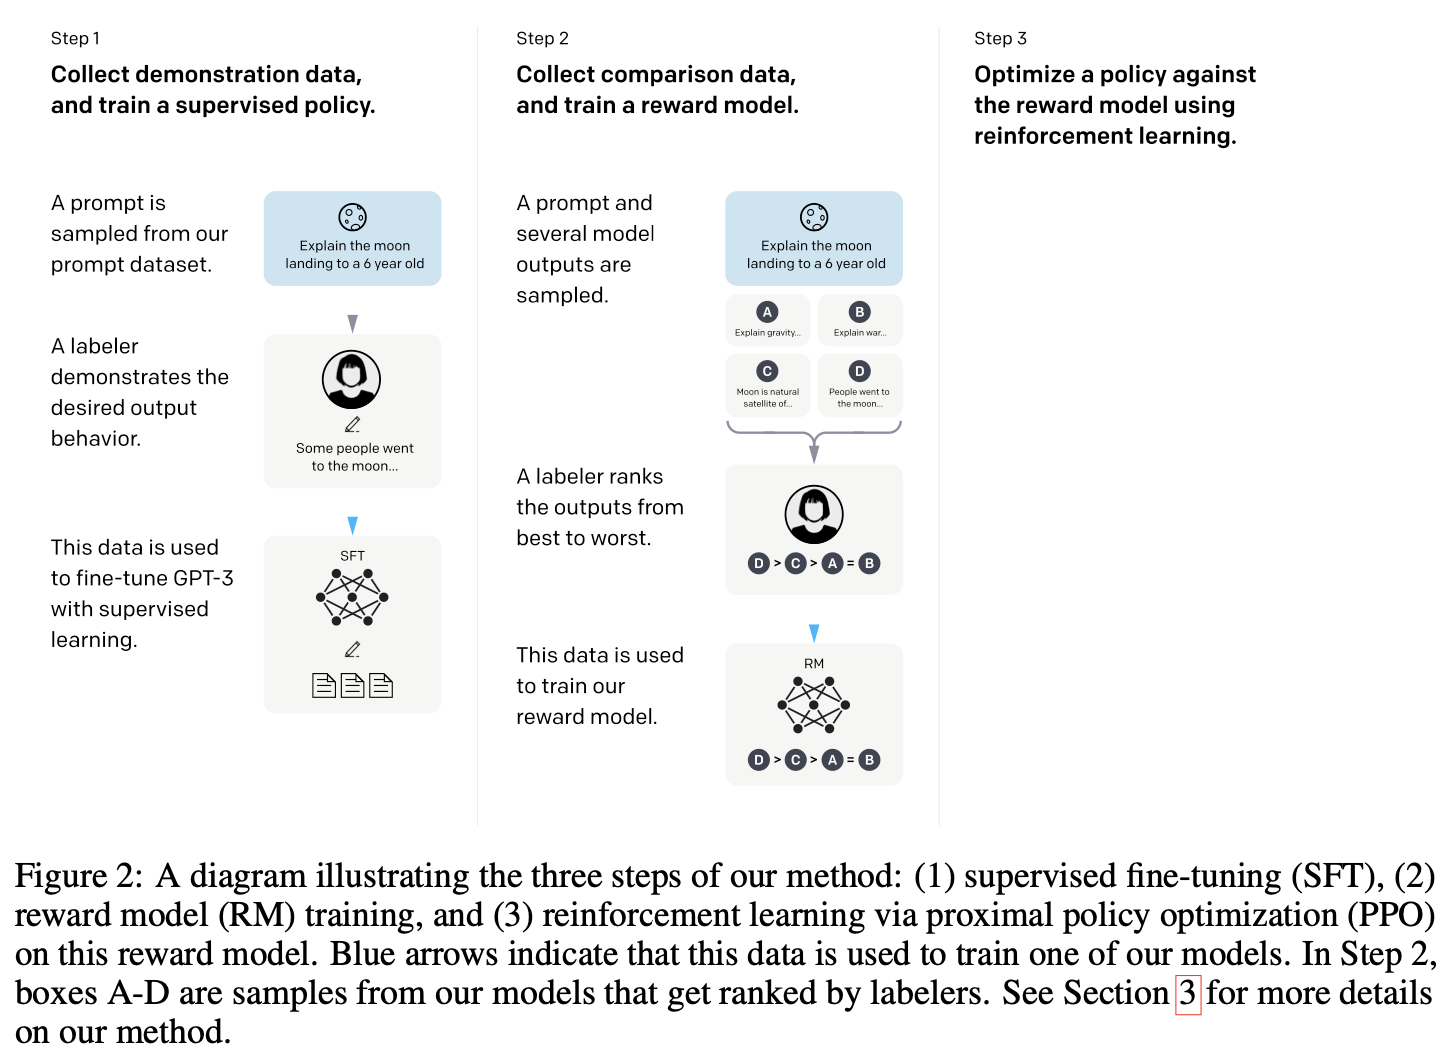 Step 1
Collect demonstration data,
and train a supervised policy.
A prompt is
sampled from our
prompt dataset.
Explain the moon
landing to a 6 year old
A labeler
demonstrates the
desired output
behavior.
Some people went
to the moon...
This data is used
to fine-tune GPT-3
with supervised
learning.
SFT
Step 2
Collect comparison data,
and train a reward model.
A prompt and
several model
outputs are
sampled.
Explain the moon
landing to a 6 year old
A
Explain gravity...
B
Explain war...
C
Moon is natural
satellite of...
D
People went to
the moon...
A labeler ranks
the outputs from
best to worst.
D > C > A = B
This data is used
to train our
reward model.
RM
D > C > A = B
Step 3
Optimize a policy against
the reward model using
reinforcement learning.
Figure 2: A diagram illustrating the three steps of our method: (1) supervised fine-tuning (SFT), (2)
reward model (RM) training, and (3) reinforcement learning via proximal policy optimization (PPO)
on this reward model. Blue arrows indicate that this data is used to train one of our models. In Step 2,
boxes A-D are samples from our models that get ranked by labelers. See Section 3 for more details
on our method.